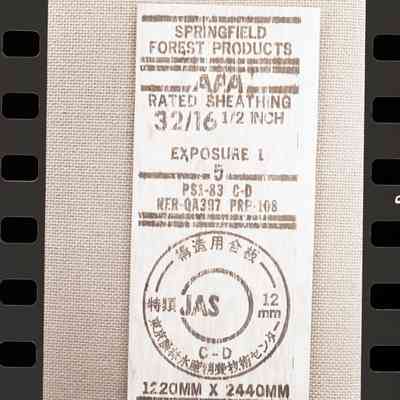 SPRINGFIELD
FOREST PRODUCTS
APA
RATED SHEATHING
32/16 1/2 INCH
EXPOSURE 1
5
PS1-83 C-D
NER-QA397 PRP-108
構造用合板
特類 JAS 12
mm
C-D
1220MM X 2440MM